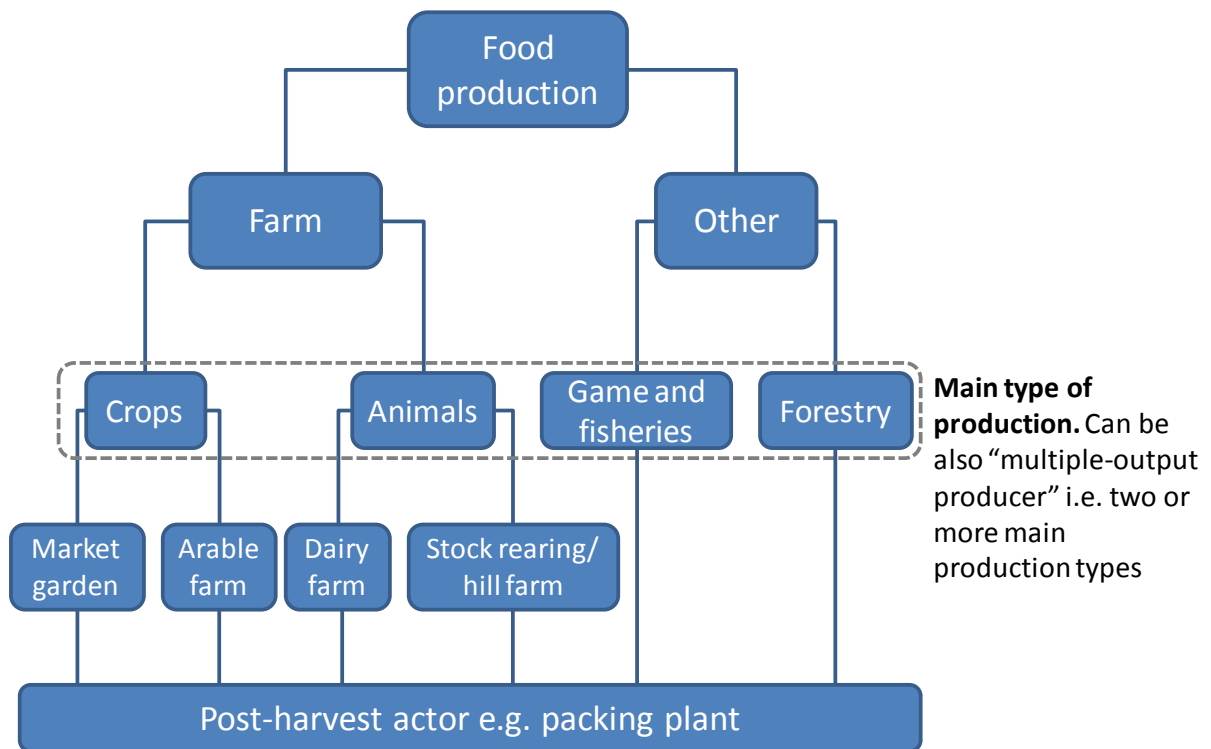 Food
production
Farm
Other
Crops
Animals
Game and
fisheries
Forestry
Main type of
production. Can be
also “multiple-output
producer” i.e. two or
more main
production types
Market
garden
Arable
farm
Dairy
farm
Stock rearing/
hill farm
Post-harvest actor e.g. packing plant